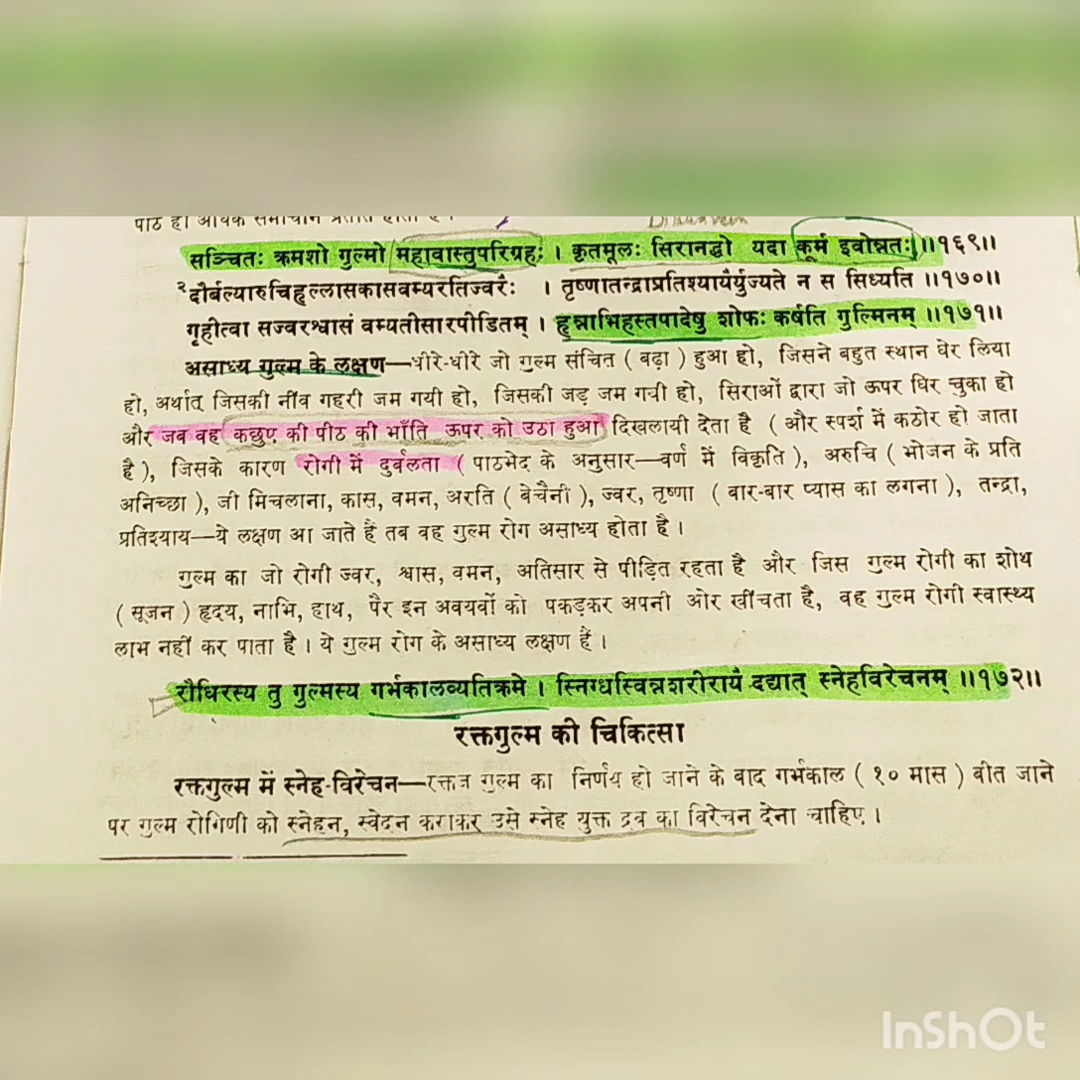 सञ्चितः क्रमशो गुल्मो महावास्तुपरिग्रहः । कृतमूलः सिरानद्धो यदा कूर्म इवोन्नतः ॥१६९॥
२दौर्बल्यारुचिहृल्लासकासवम्यरतिज्वरैः । तृष्णातन्द्राप्रतिश्यायैर्युज्यते न स सिध्यति ॥१७०॥
गृहीत्वा सज्वरश्वासं वम्यतीसारपीडितम् । हृन्नाभिहस्तपादेषु शोफः कर्षति गुल्मिनम् ॥१७१॥
असाध्य गुल्म के लक्षण—धीरे-धीरे जो गुल्म संचित ( बढ़ा ) हुआ हो, जिसने बहुत स्थान घेर लिया
हो, अर्थात् जिसकी नींव गहरी जम गयी हो, जिसकी जड़ जम गयी हो, सिराओं द्वारा जो ऊपर घिर चुका हो
और जब वह कछुए की पीठ की भाँति ऊपर को उठा हुआ दिखलायी देता है ( और स्पर्श में कठोर हो जाता
है ), जिसके कारण रोगी में दुर्बलता ( पाठभेद के अनुसार—वर्ण में विकृति ), अरुचि ( भोजन के प्रति
अनिच्छा ), जी मिचलाना, कास, वमन, अरति ( बेचैनी ), ज्वर, तृष्णा ( बार-बार प्यास का लगना ), तन्द्रा,
प्रतिश्याय—ये लक्षण आ जाते हैं तब वह गुल्म रोग असाध्य होता है ।
गुल्म का जो रोगी ज्वर, श्वास, वमन, अतिसार से पीड़ित रहता है और जिस गुल्म रोगी का शोथ
( सूजन ) हृदय, नाभि, हाथ, पैर इन अवयवों को पकड़कर अपनी ओर खींचता है, वह गुल्म रोगी स्वास्थ्य
लाभ नहीं कर पाता है । ये गुल्म रोग के असाध्य लक्षण हैं ।
रौधिरस्य तु गुल्मस्य गर्भकालव्यतिक्रमे । स्निग्धस्विन्नशरीरायं दद्यात् स्नेहविरेचनम् ॥१७२॥
रक्तगुल्म की चिकित्सा
रक्तगुल्म में स्नेह-विरेचन—रक्तज गुल्म का निर्णय हो जाने के बाद गर्भकाल ( १० मास ) बीत जाने
पर गुल्म रोगिणी को स्नेहन, स्वेदन कराकर उसे स्नेह युक्त द्रव का विरेचन देना चाहिए ।
InShOt